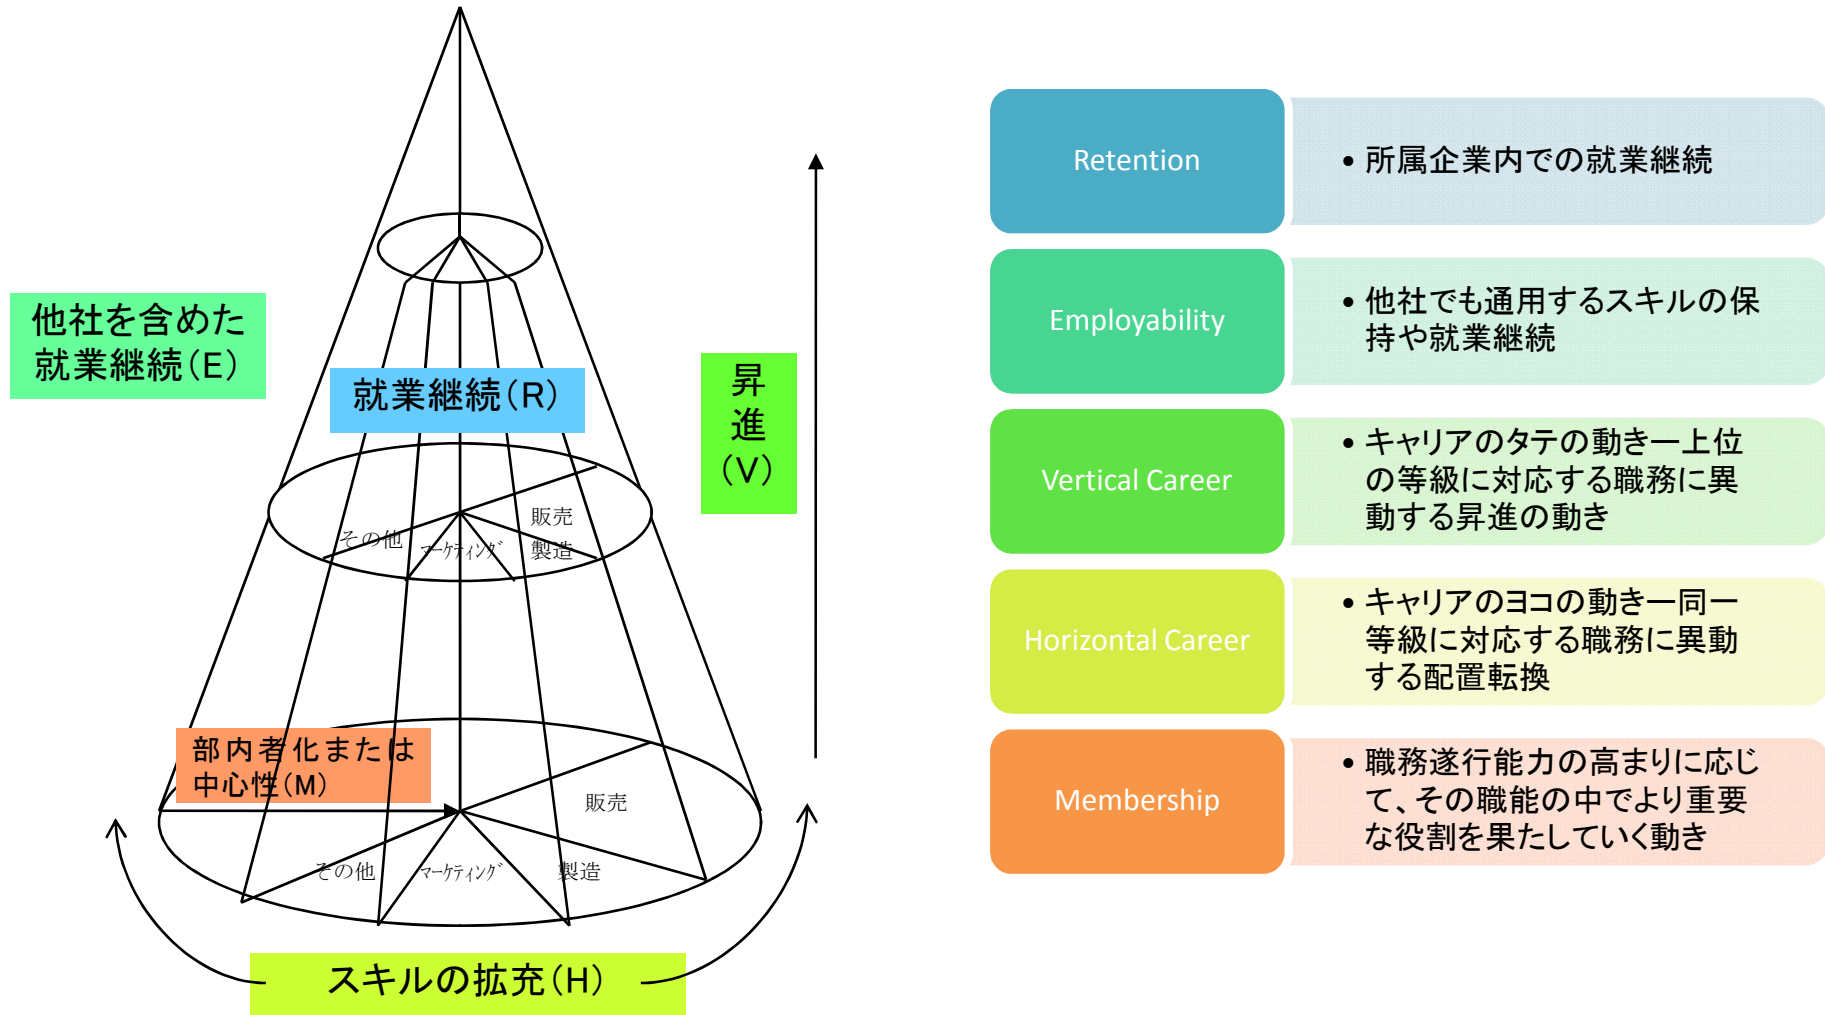 他社を含めた
就業継続（E）
就業継続（R）
昇
進
（V）
販売
その他
マーケティング
製造
部内者化または
中心性（M）
販売
その他
マーケティング
製造
スキルの拡充（H）
Retention
• 所属企業内での就業継続
Employability
• 他社でも通用するスキルの保
持や就業継続
Vertical Career
• キャリアのタテの動きー上位
の等級に対応する職務に異
動する昇進の動き
Horizontal Career
• キャリアのヨコの動きー同一
等級に対応する職務に異動
する配置転換
Membership
• 職務遂行能力の高まりに応じ
て、その職能の中でより重要
な役割を果たしていく動き